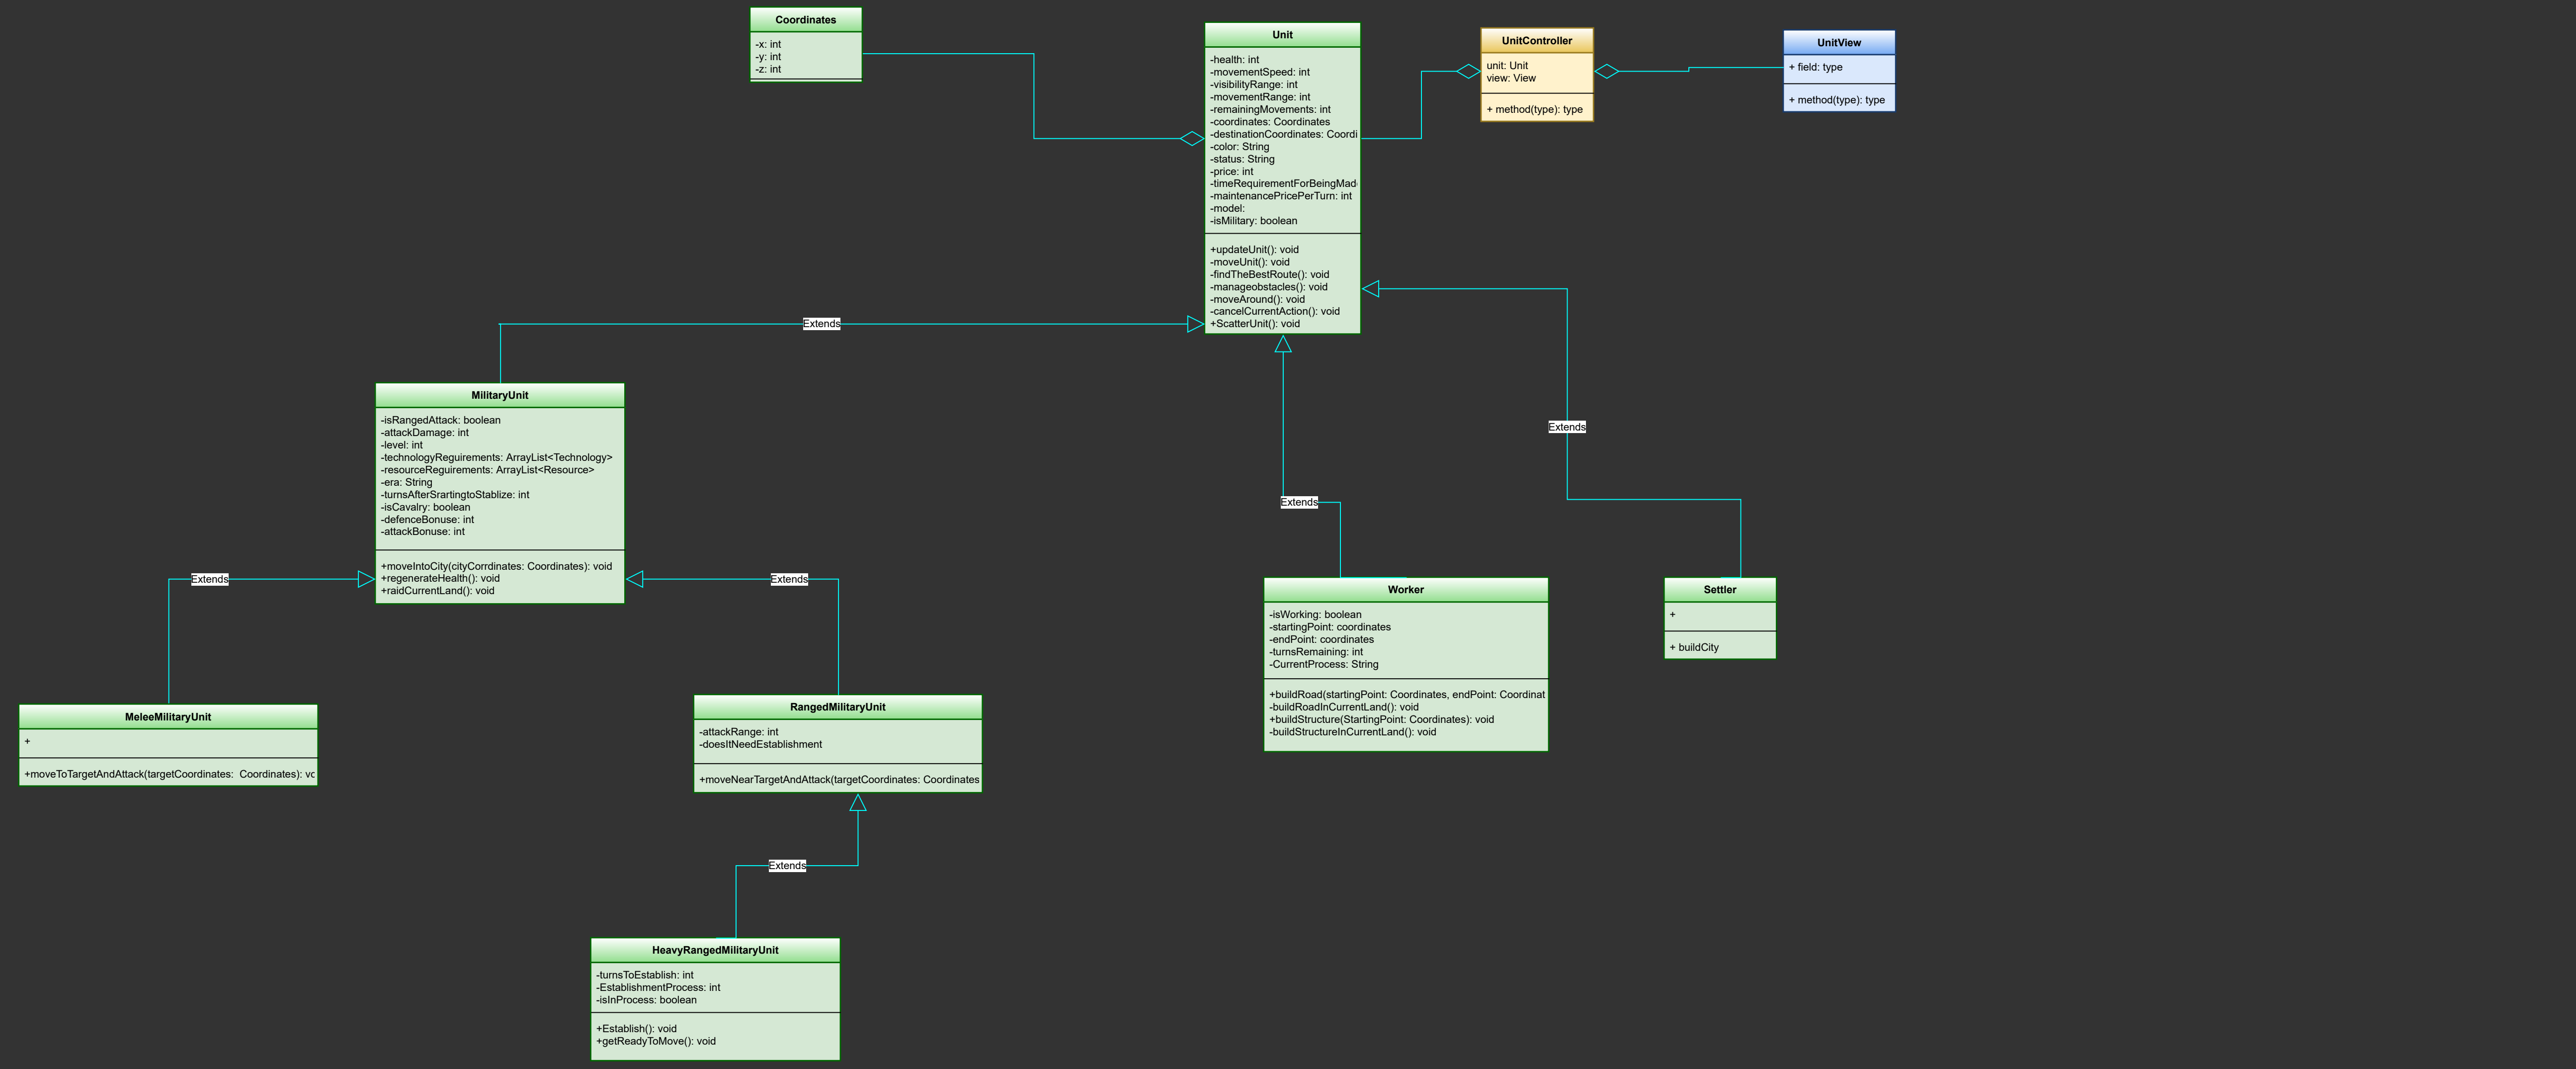 Coordinates
-x: int
-y: int
-z: int
Unit
-health: int
-movementSpeed: int
-visibilityRange: int
-movementRange: int
-remainingMovements: int
-coordinates: Coordinates
-destinationCoordinates: Coordi
-color: String
-status: String
-price: int
-timeRequirementForBeingMad
-maintenancePricePerTurn: int
-model:
-isMilitary: boolean
+updateUnit(): void
-moveUnit(): void
-findTheBestRoute(): void
-manageobstacles(): void
-moveAround(): void
-cancelCurrentAction(): void
+ScatterUnit(): void
UnitController
unit: Unit
view: View
+ method(type): type
UnitView
+ field: type
+ method(type): type
Extends
Extends
Extends
MilitaryUnit
-isRangedAttack: boolean
-attackDamage: int
-level: int
-technologyReguirements: ArrayList<Technology>
-resourceReguirements: ArrayList<Resource>
-era: String
-turnsAfterSrartingtoStablize: int
-isCavalry: boolean
-defenceBonuse: int
-attackBonuse: int
+moveIntoCity(cityCorrdinates: Coordinates): void
+regenerateHealth(): void
+raidCurrentLand(): void
Extends
Extends
Worker
-isWorking: boolean
-startingPoint: coordinates
-endPoint: coordinates
-turnsRemaining: int
-CurrentProcess: String
+buildRoad(startingPoint: Coordinates, endPoint: Coordinat
-buildRoadInCurrentLand(): void
+buildStructure(StartingPoint: Coordinates): void
-buildStructureInCurrentLand(): void
Settler
+
+ buildCity
MeleeMilitaryUnit
+
+moveToTargetAndAttack(targetCoordinates:  Coordinates): vc
RangedMilitaryUnit
-attackRange: int
-doesItNeedEstablishment
+moveNearTargetAndAttack(targetCoordinates: Coordinates
Extends
HeavyRangedMilitaryUnit
-turnsToEstablish: int
-EstablishmentProcess: int
-isInProcess: boolean
+Establish(): void
+getReadyToMove(): void